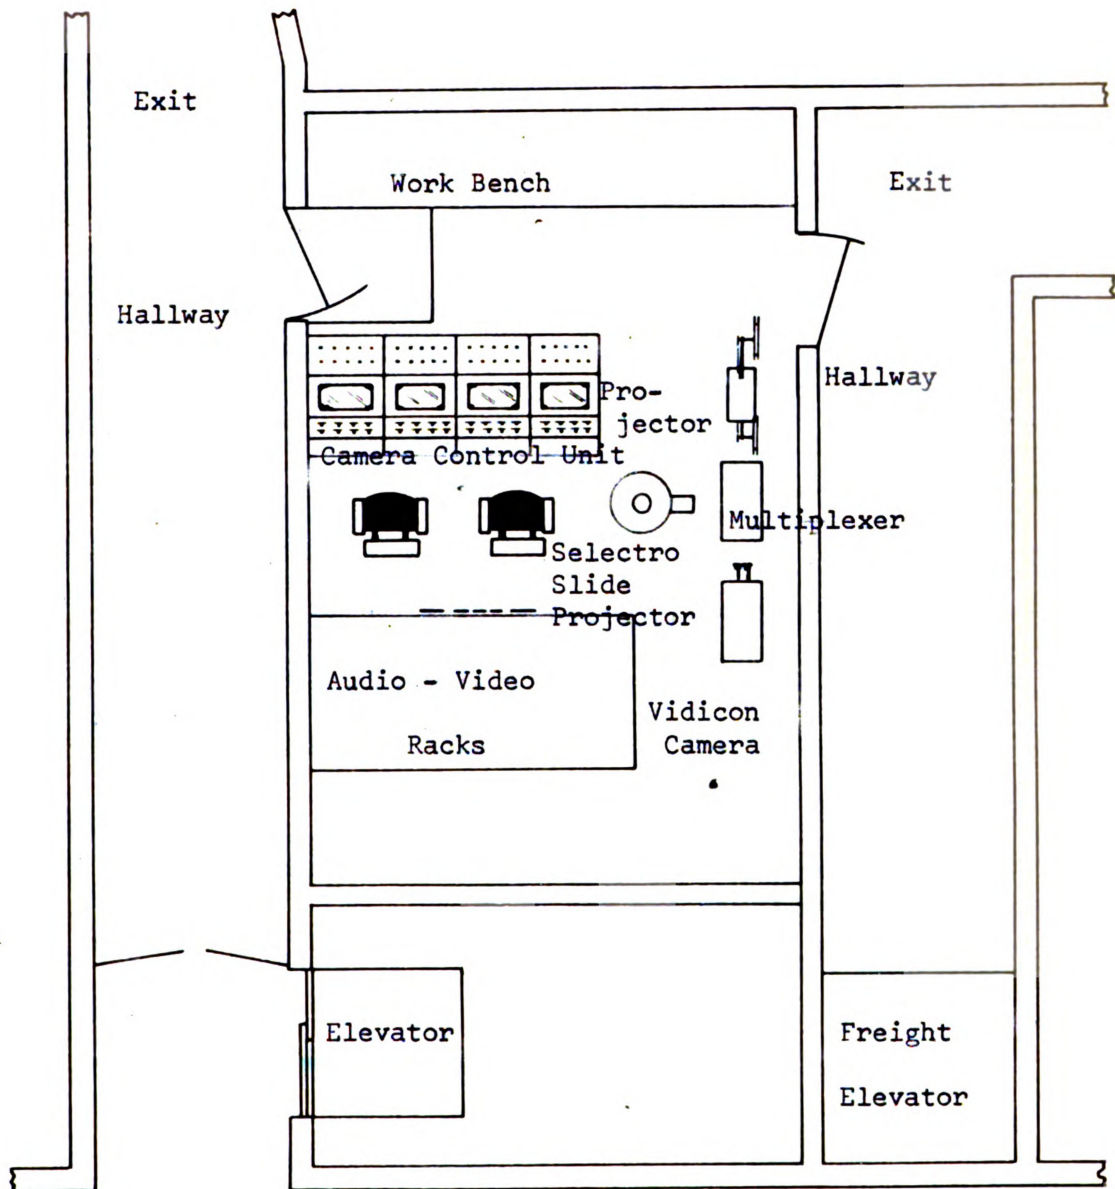 Exit
Work Bench
Exit
Hallway
Hallway
Pro-
jector
Camera Control Unit
Multiplexer
Selectro
Slide
Projector
Audio - Video
Racks
Vidicon
Camera
Elevator
Freight
Elevator